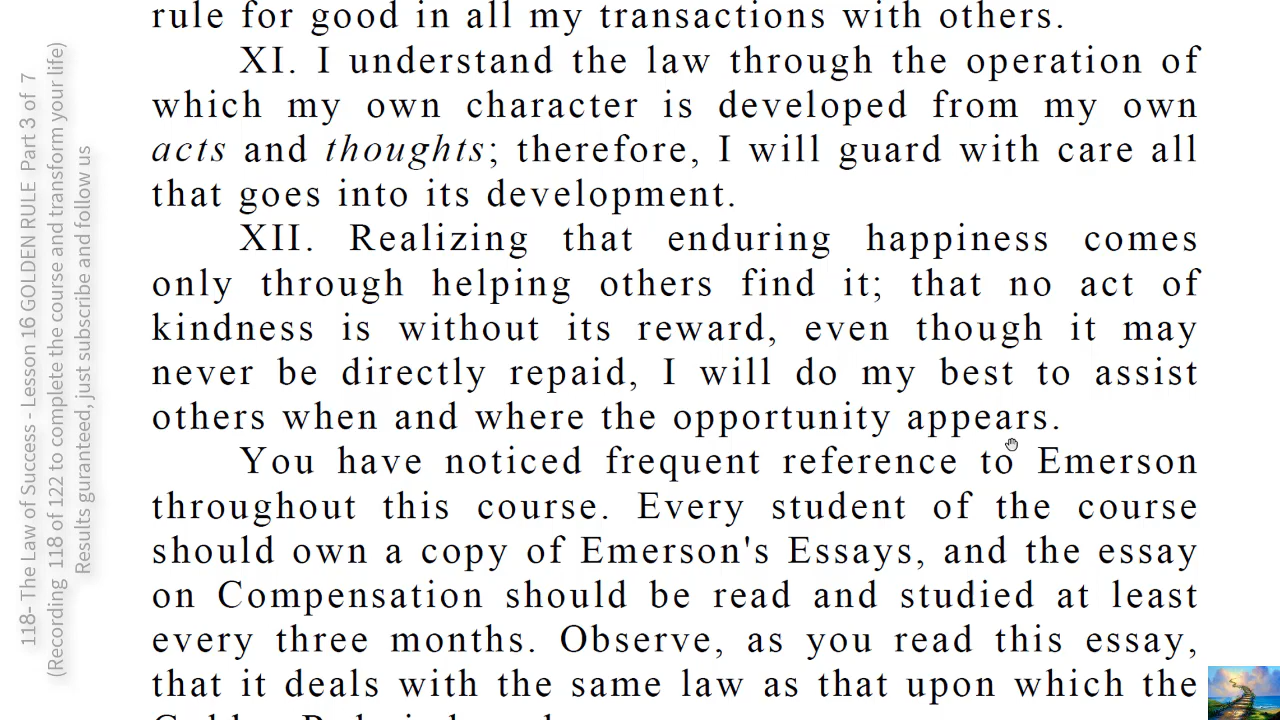 rule for good in all my transactions with others.
XI. I understand the law through the operation of
which my own character is developed from my own
acts and thoughts; therefore, I will guard with care all
that goes into its development.
XII. Realizing that enduring happiness comes
only through helping others find it; that no act of
kindness is without its reward, even though it may
never be directly repaid, I will do my best to assist
others when and where the opportunity appears.
You have noticed frequent reference to Emerson
throughout this course. Every student of the course
should own a copy of Emerson's Essays, and the essay
on Compensation should be read and studied at least
every three months. Observe, as you read this essay,
that it deals with the same law as that upon which the
118- The Law of Success - Lesson 16 GOLDEN RULE Part 3 of 7
(Recording 118 of 122 to complete the course and transform your life)
Results guranteed, just subscribe and follow us